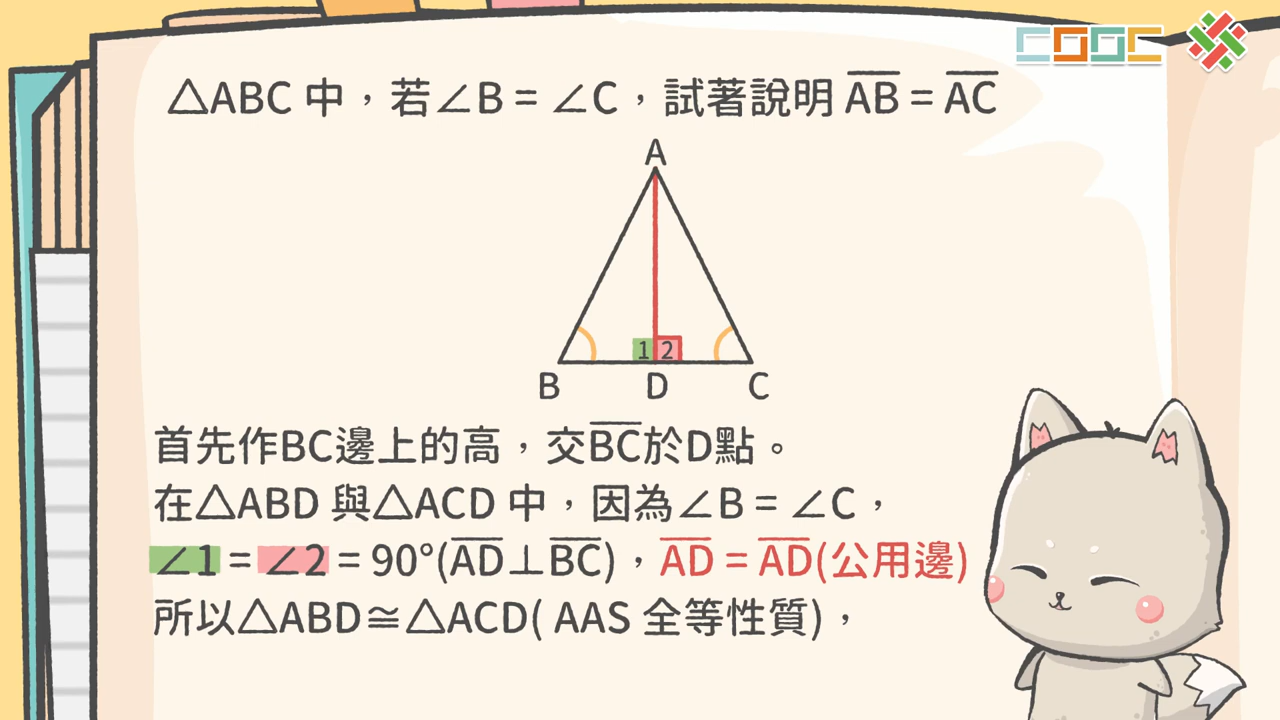 COOC
△ABC 中，若∠B = ∠C，試著說明 AB = AC
A
1 2
B D C
首先作BC邊上的高，交BC於D點。
在△ABD 與△ACD 中，因為∠B = ∠C，
∠1 = ∠2 = 90°(AD⊥BC)，AD = AD(公用邊)
所以△ABD≅△ACD( AAS 全等性質)，